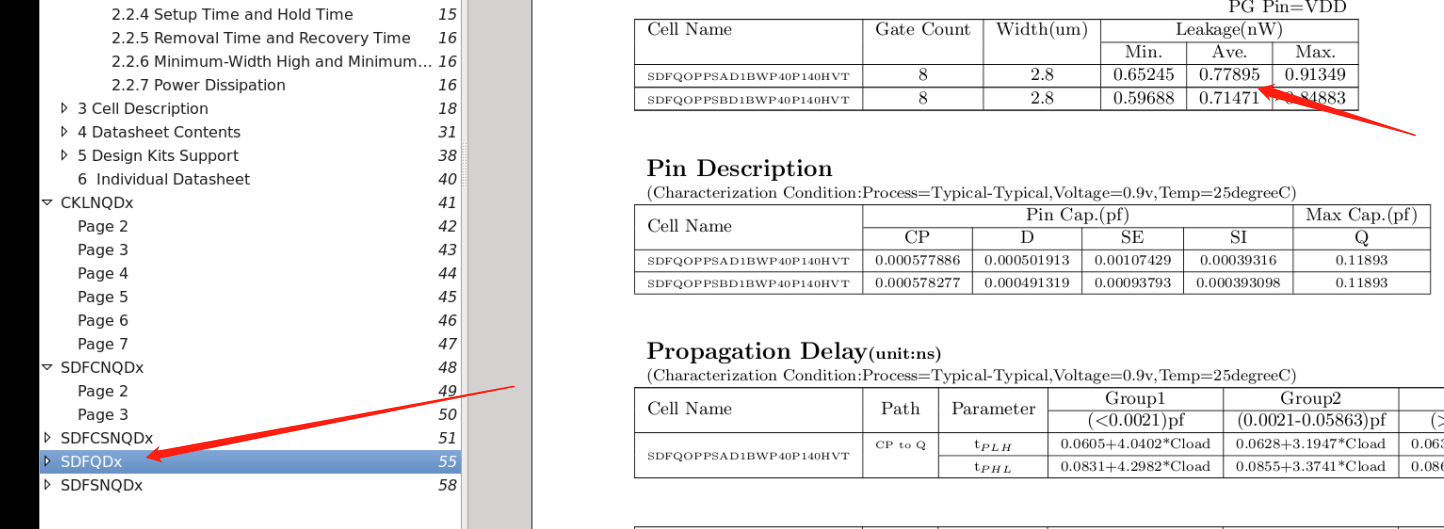 2.2.4 Setup Time and Hold Time 15
2.2.5 Removal Time and Recovery Time 16
2.2.6 Minimum-Width High and Minimum... 16
2.2.7 Power Dissipation 16
3 Cell Description 18
4 Datasheet Contents 31
5 Design Kits Support 38
6 Individual Datasheet 40
CKLNQDx 41
Page 2 42
Page 3 43
Page 4 44
Page 5 45
Page 6 46
Page 7 47
SDFCNQDx 48
Page 2 49
Page 3 50
SDFCSNQDx 51
SDFQDx 55
SDFSNQDx 58
PG Pin=VDD
Cell Name Gate Count Width(um) Leakage(nW)
Min. Ave. Max.
SDFQOPPSAD1BWP40P140HVT 8 2.8 0.65245 0.77895 0.91349
SDFQOPPSBD1BWP40P140HVT 8 2.8 0.59688 0.71471 0.84883
Pin Description
(Characterization Condition:Process=Typical-Typical,Voltage=0.9v,Temp=25degreeC)
Cell Name Pin Cap.(pf) Max Cap.(pf)
CP D SE SI Q
SDFQOPPSAD1BWP40P140HVT 0.000577886 0.000501913 0.00107429 0.00039316 0.11893
SDFQOPPSBD1BWP40P140HVT 0.000578277 0.000491319 0.00093793 0.000393098 0.11893
Propagation Delay(unit:ns)
(Characterization Condition:Process=Typical-Typical,Voltage=0.9v,Temp=25degreeC)
Cell Name Path Parameter Group1 Group2
(<0.0021)pf (0.0021-0.05863)pf (>
SDFQOPPSAD1BWP40P140HVT CP to Q tPLH 0.0605+4.0402*Cload 0.0628+3.1947*Cload 0.063
tPHL 0.0831+4.2982*Cload 0.0855+3.3741*Cload 0.086